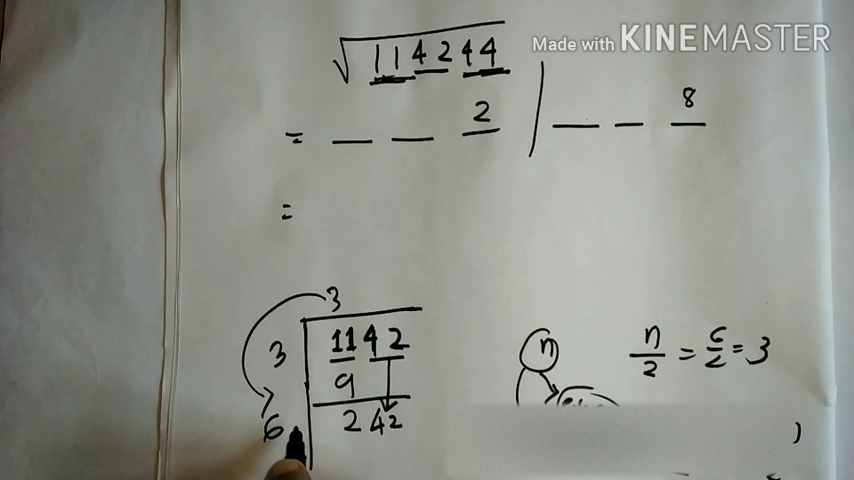 √114244
Made with KINEMASTER
= _ _ 2 | _ _ 8
=
3
3 1142
9
6 242
n
n/2 = 6/2 = 3
)